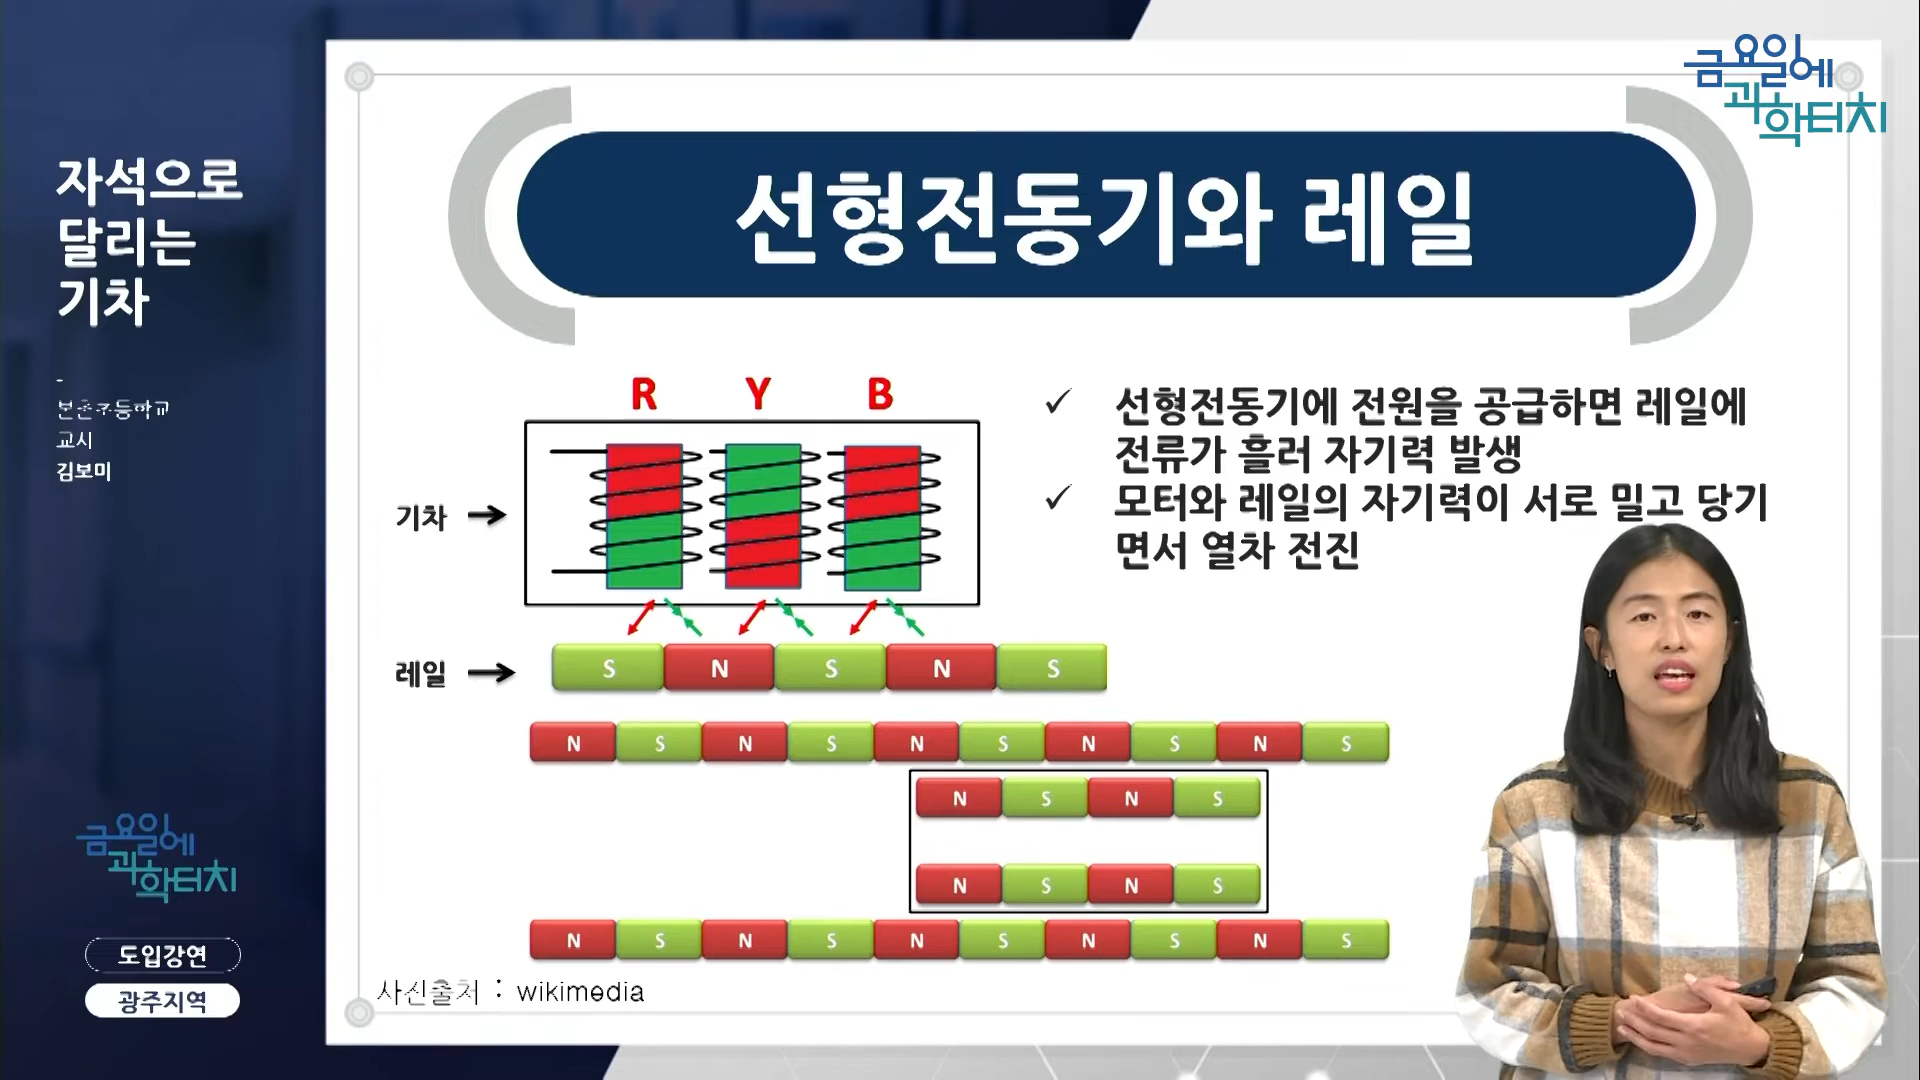 금요일에
과학터치
자석으로
달리는
기차
-
교사
김보미
금요일에
과학터치
도입강연
광주지역
선형전동기와 레일
R Y B
기차 →
레일 →
S N S N S
N S N S N S N S N S
N S N S
N S N S
N S N S N S N S N S
✓ 선형전동기에 전원을 공급하면 레일에
전류가 흘러 자기력 발생
✓ 모터와 레일의 자기력이 서로 밀고 당기
면서 열차 전진
사진출처 : wikimedia